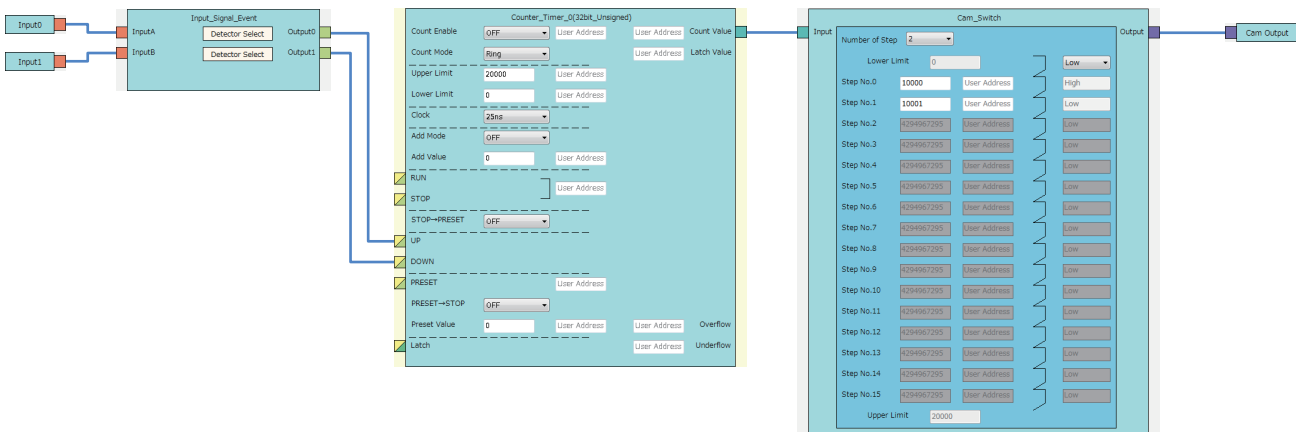 Input0
Input1
Input_Signal_Event
InputA Detector Select Output0
InputB Detector Select Output1
Counter_Timer_0(32bit_Unsigned)
Count Enable OFF User Address User Address Count Value
Count Mode Ring User Address Latch Value
Upper Limit 20000 User Address
Lower Limit 0 User Address
Clock 25ns
Add Mode OFF
Add Value 0 User Address
RUN
User Address
STOP
STOP→PRESET OFF
UP
DOWN
PRESET User Address
PRESET→STOP OFF
Preset Value 0 User Address User Address Overflow
Latch User Address Underflow
Cam_Switch
Input
Output
Number of Step 2
Lower Limit 0 Low
Step No.0 10000 User Address High
Step No.1 10001 User Address Low
Step No.2 4294967295 User Address Low
Step No.3 4294967295 User Address Low
Step No.4 4294967295 User Address Low
Step No.5 4294967295 User Address Low
Step No.6 4294967295 User Address Low
Step No.7 4294967295 User Address Low
Step No.8 4294967295 User Address Low
Step No.9 4294967295 User Address Low
Step No.10 4294967295 User Address Low
Step No.11 4294967295 User Address Low
Step No.12 4294967295 User Address Low
Step No.13 4294967295 User Address Low
Step No.14 4294967295 User Address Low
Step No.15 4294967295 User Address Low
Upper Limit 20000
Cam Output